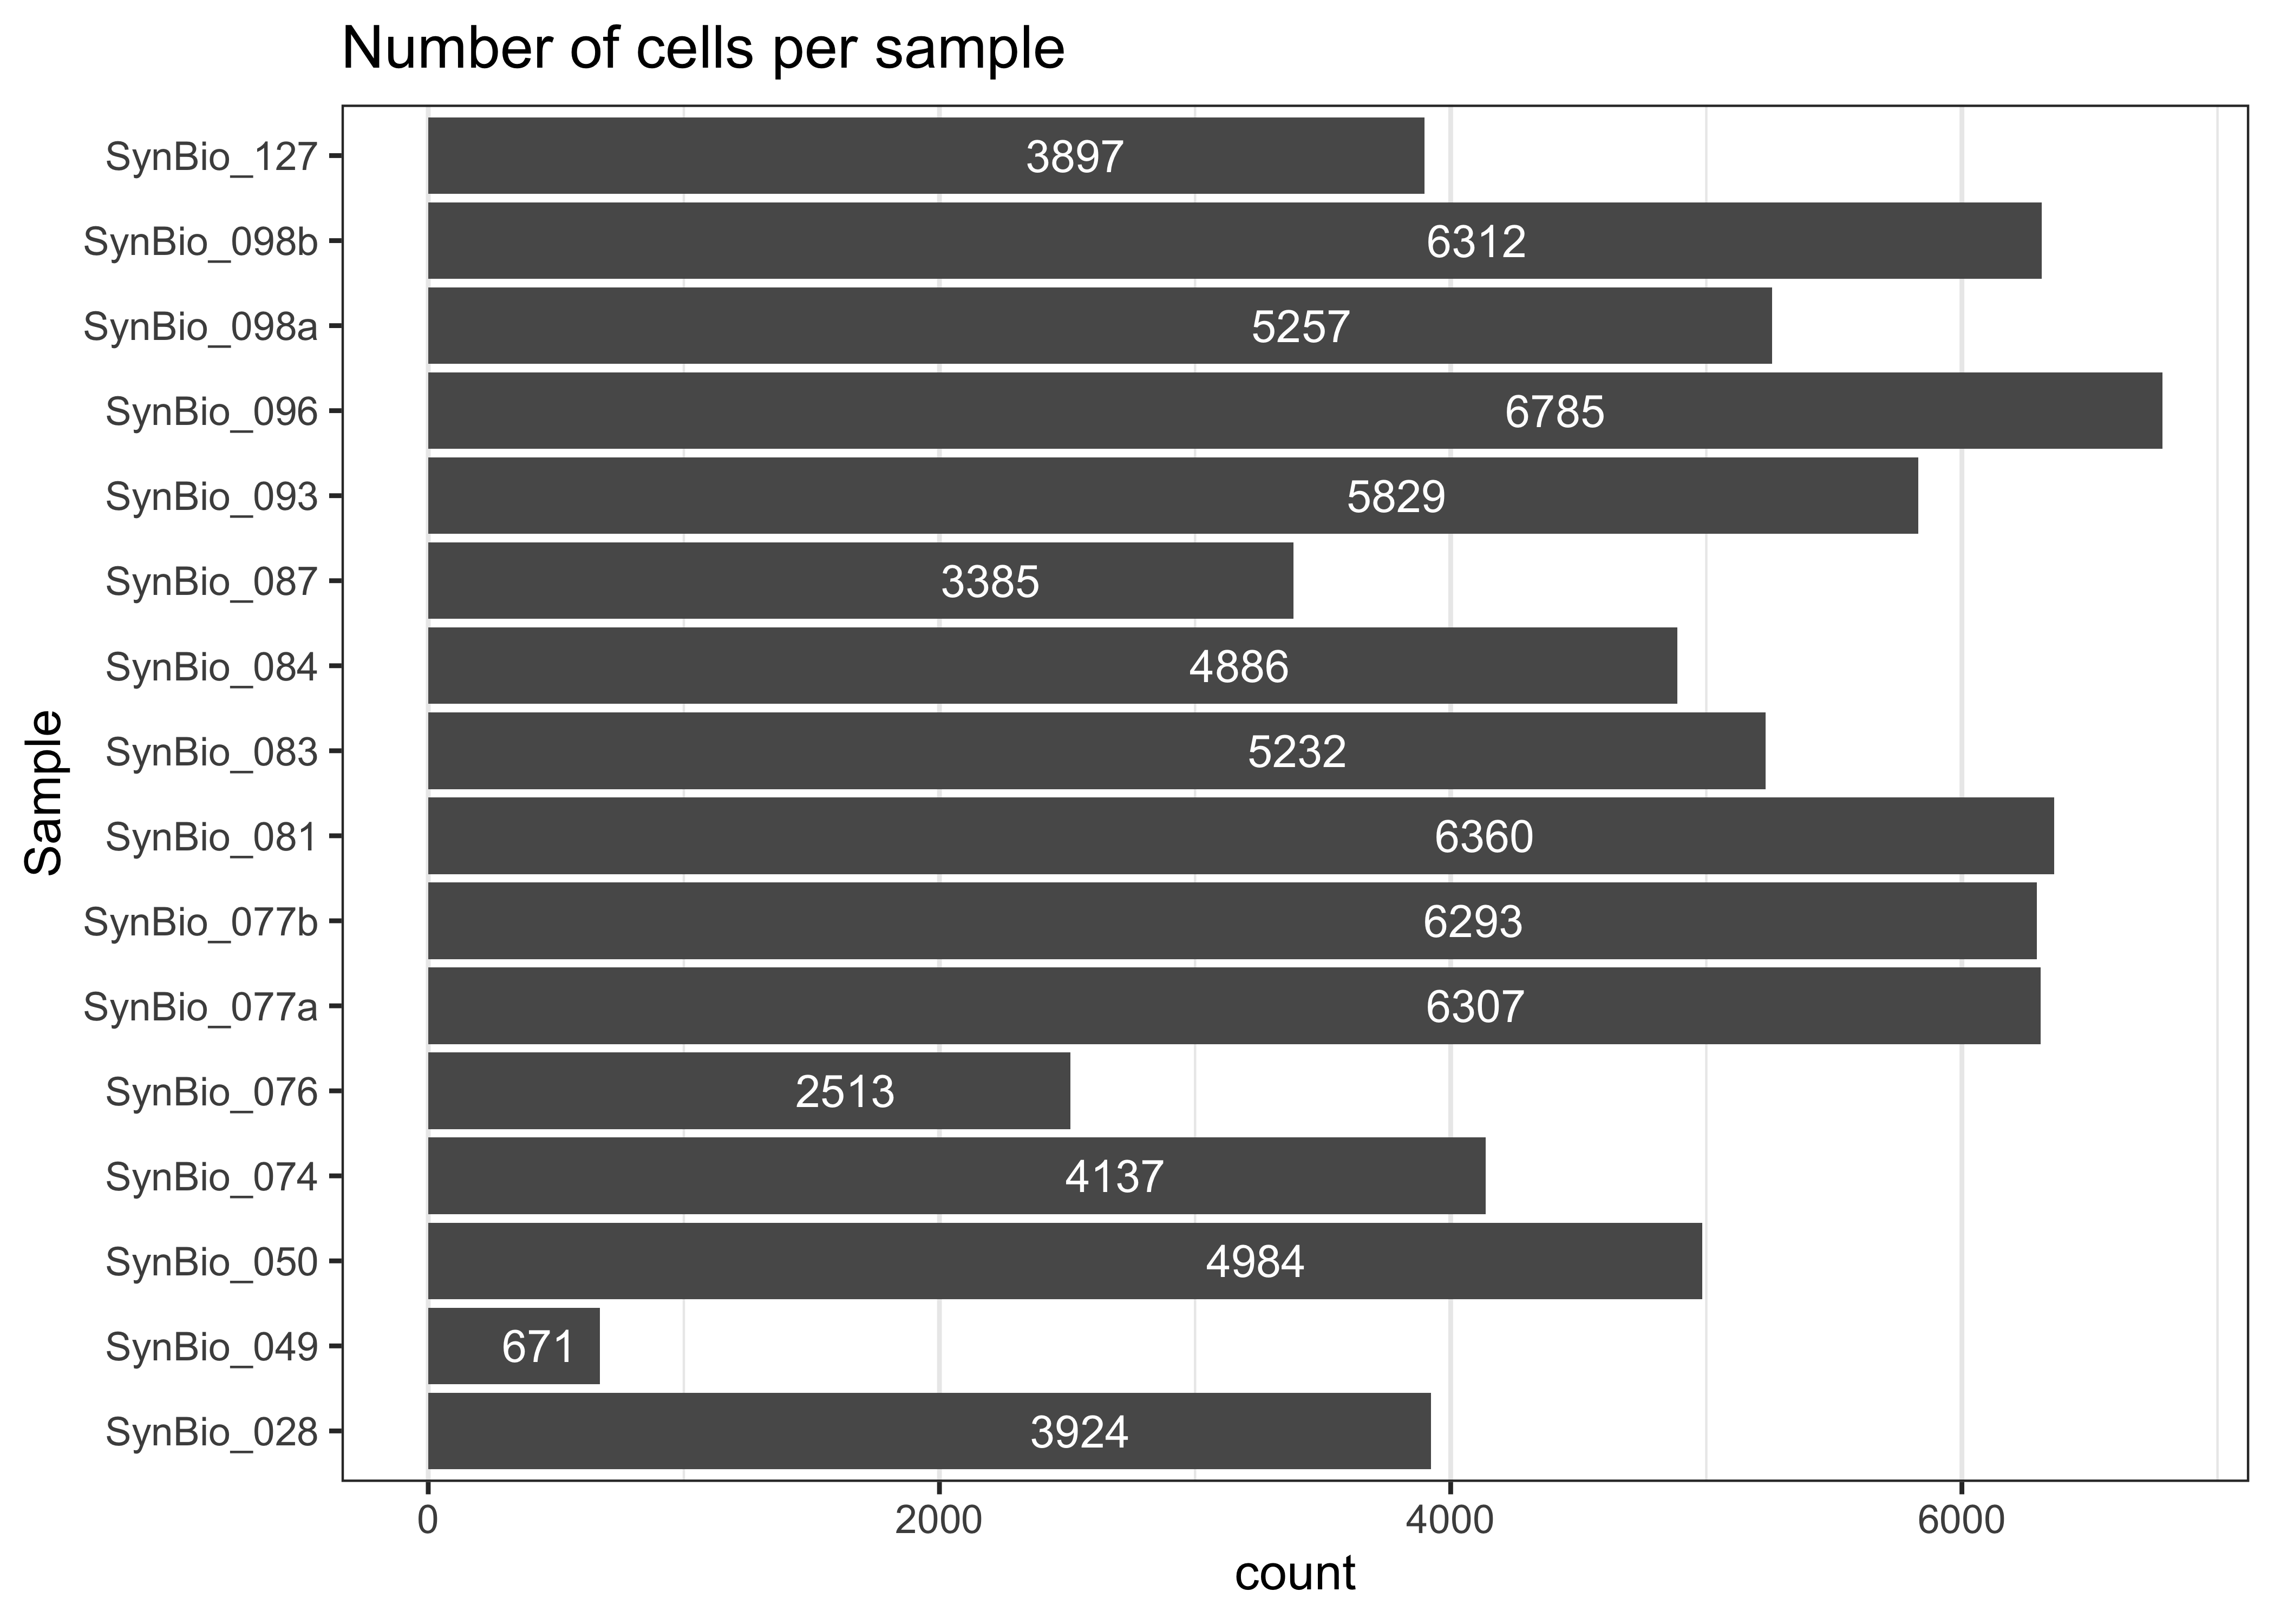 Number of cells per sample
SynBio_127 3897
SynBio_098b 6312
SynBio_098a 5257
SynBio_096 6785
SynBio_093 5829
SynBio_087 3385
SynBio_084 4886
SynBio_083 5232
SynBio_081 6360
SynBio_077b 6293
SynBio_077a 6307
SynBio_076 2513
SynBio_074 4137
SynBio_050 4984
SynBio_049 671
SynBio_028 3924
Sample
0 2000 4000 6000
count